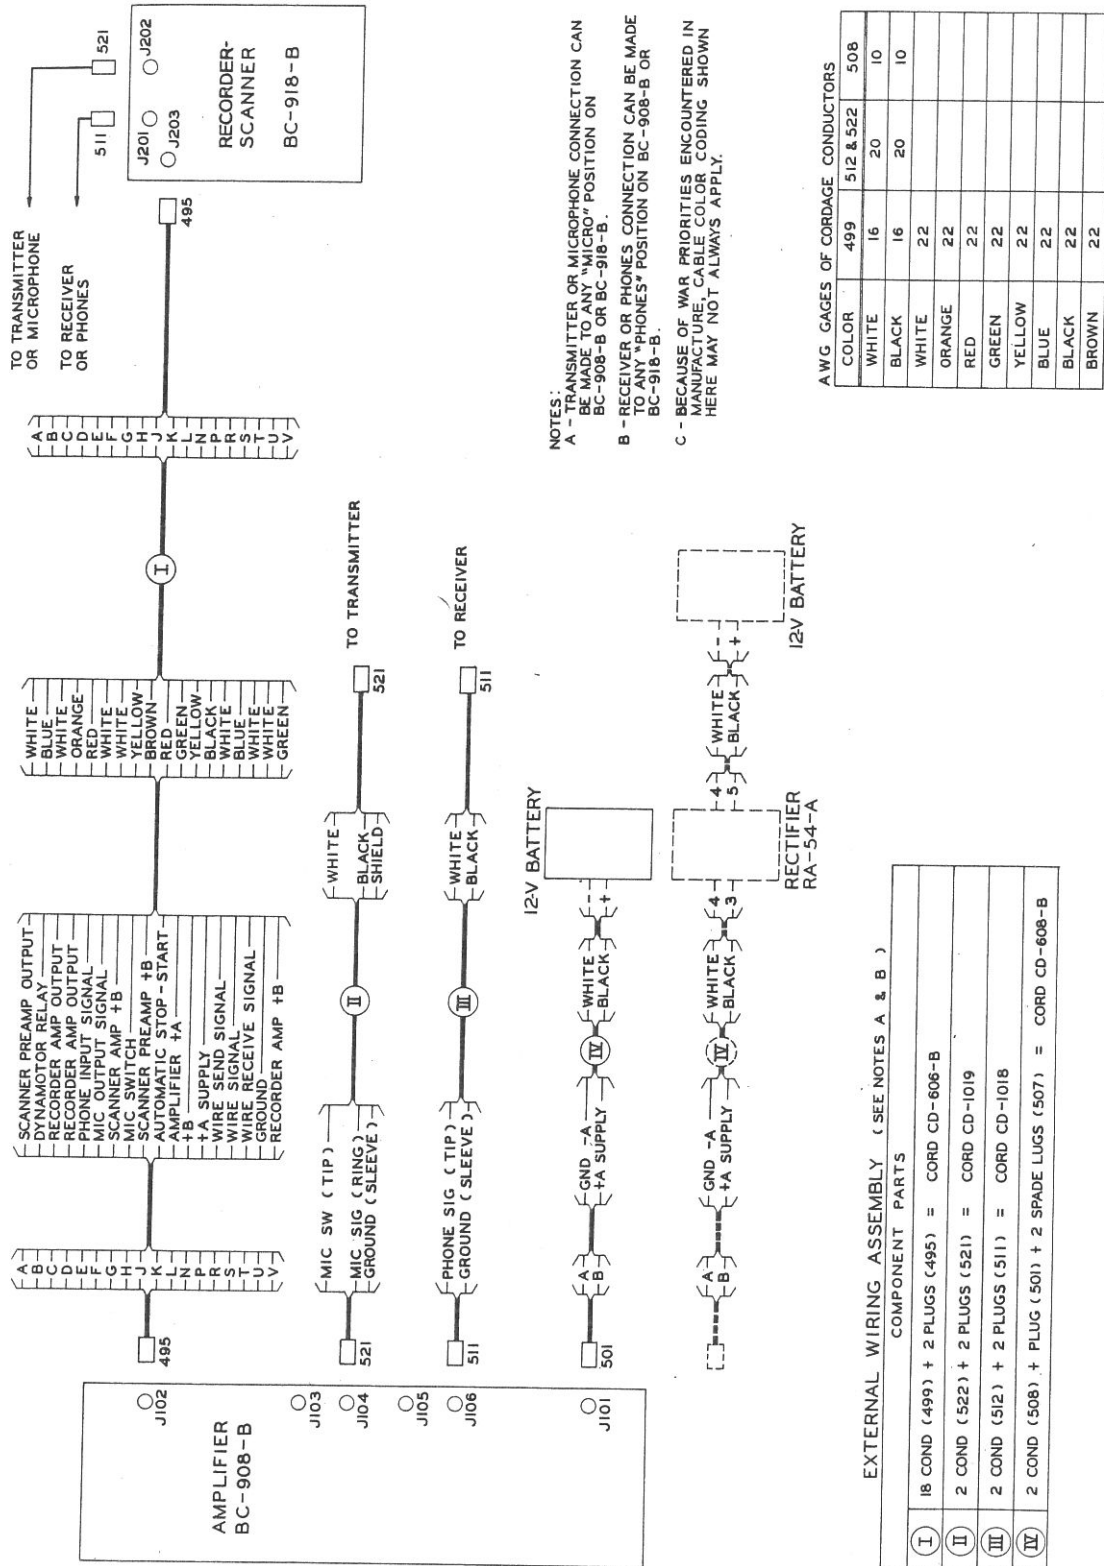 AMPLIFIER
BC-908-B
J102
J103
J104
J105
J106
J101
495
A
B
C
D
E
F
G
H
J
K
L
N
P
R
S
T
U
V
SCANNER PREAMP OUTPUT
DYNAMOTOR RELAY
RECORDER AMP OUTPUT
RECORDER AMP OUTPUT
PHONE INPUT SIGNAL
MIC OUTPUT SIGNAL
SCANNER AMP +B
MIC SWITCH
SCANNER PREAMP +B
AUTOMATIC STOP-START
AMPLIFIER +A
+B
+A SUPPLY
WIRE SEND SIGNAL
WIRE SIGNAL
WIRE RECEIVE SIGNAL
GROUND
RECORDER AMP +B
WHITE
BLUE
WHITE
ORANGE
RED
WHITE
WHITE
YELLOW
BROWN
RED
GREEN
YELLOW
BLACK
WHITE
BLUE
WHITE
WHITE
GREEN
I
A
B
C
D
E
F
G
H
J
K
L
N
P
R
S
T
U
V
495
TO TRANSMITTER
OR MICROPHONE
TO RECEIVER
OR PHONES
521
511
J202
J201
J203
RECORDER-
SCANNER
BC-918-B
521
MIC SW (TIP)
MIC SIG (RING)
GROUND (SLEEVE)
II
WHITE
BLACK
SHIELD
521
TO TRANSMITTER
511
PHONE SIG (TIP)
GROUND (SLEEVE)
III
WHITE
BLACK
511
TO RECEIVER
501
A
B
GND -A
+A SUPPLY
IV
WHITE
BLACK
-
+
12-V BATTERY
A
B
GND -A
+A SUPPLY
IV
WHITE
BLACK
4
3
RECTIFIER
RA-54-A
4
5
WHITE
BLACK
-
+
12-V BATTERY
NOTES:
A - TRANSMITTER OR MICROPHONE CONNECTION CAN
BE MADE TO ANY "MICRO" POSITION ON
BC-908-B OR BC-918-B.
B - RECEIVER OR PHONES CONNECTION CAN BE MADE
TO ANY "PHONES" POSITION ON BC-908-B OR
BC-918-B.
C - BECAUSE OF WAR PRIORITIES ENCOUNTERED IN
MANUFACTURE, CABLE COLOR CODING SHOWN
HERE MAY NOT ALWAYS APPLY.
EXTERNAL WIRING ASSEMBLY (SEE NOTES A & B)
COMPONENT PARTS
I 18 COND (499) + 2 PLUGS (495) = CORD CD-606-B
II 2 COND (522) + 2 PLUGS (521) = CORD CD-1019
III 2 COND (512) + 2 PLUGS (511) = CORD CD-1018
IV 2 COND (508) + PLUG (501) + 2 SPADE LUGS (507) = CORD CD-608-B
AWG GAGES OF CORDAGE CONDUCTORS
COLOR 499 512 & 522 508
WHITE 16 20 10
BLACK 16 20 10
WHITE 22
ORANGE 22
RED 22
GREEN 22
YELLOW 22
BLUE 22
BLACK 22
BROWN 22